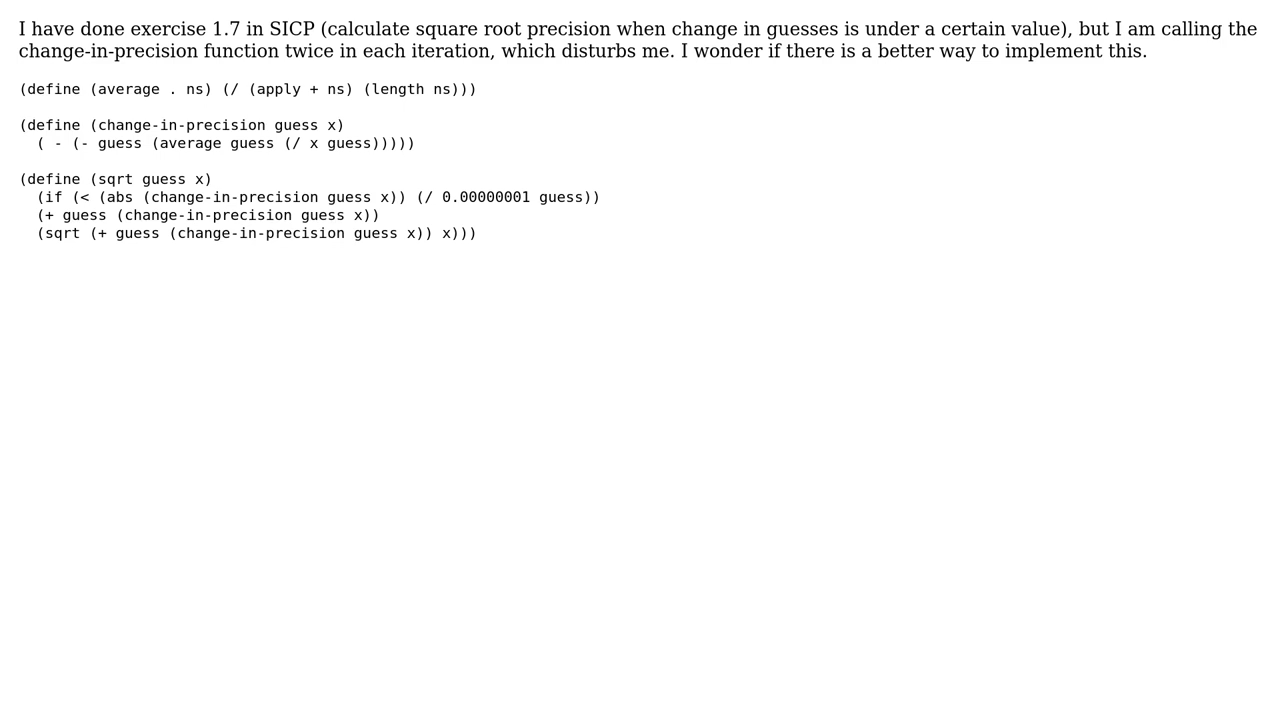 I have done exercise 1.7 in SICP (calculate square root precision when change in guesses is under a certain value), but I am calling the
change-in-precision function twice in each iteration, which disturbs me. I wonder if there is a better way to implement this.
(define (average . ns) (/ (apply + ns) (length ns)))
(define (change-in-precision guess x)
  ( - (- guess (average guess (/ x guess)))))
(define (sqrt guess x)
  (if (< (abs (change-in-precision guess x)) (/ 0.00000001 guess))
  (+ guess (change-in-precision guess x))
  (sqrt (+ guess (change-in-precision guess x)) x)))